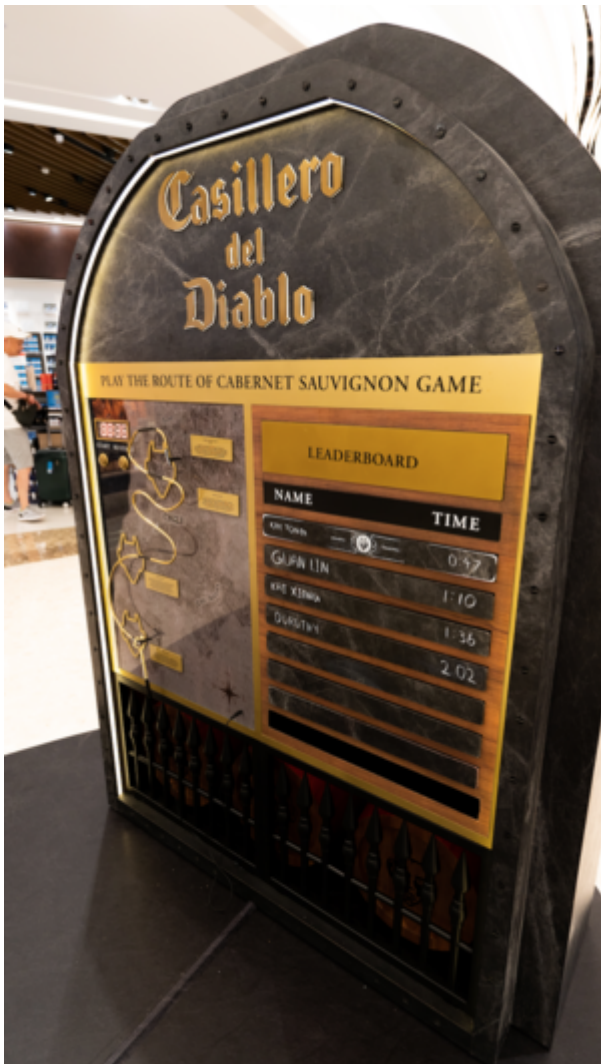 Casillero
del
Diablo
PLAY THE ROUTE OF CABERNET SAUVIGNON GAME
LEADERBOARD
NAME TIME
0:47
GUAN LIN 1:10
1:36
DOROTHY 2:02